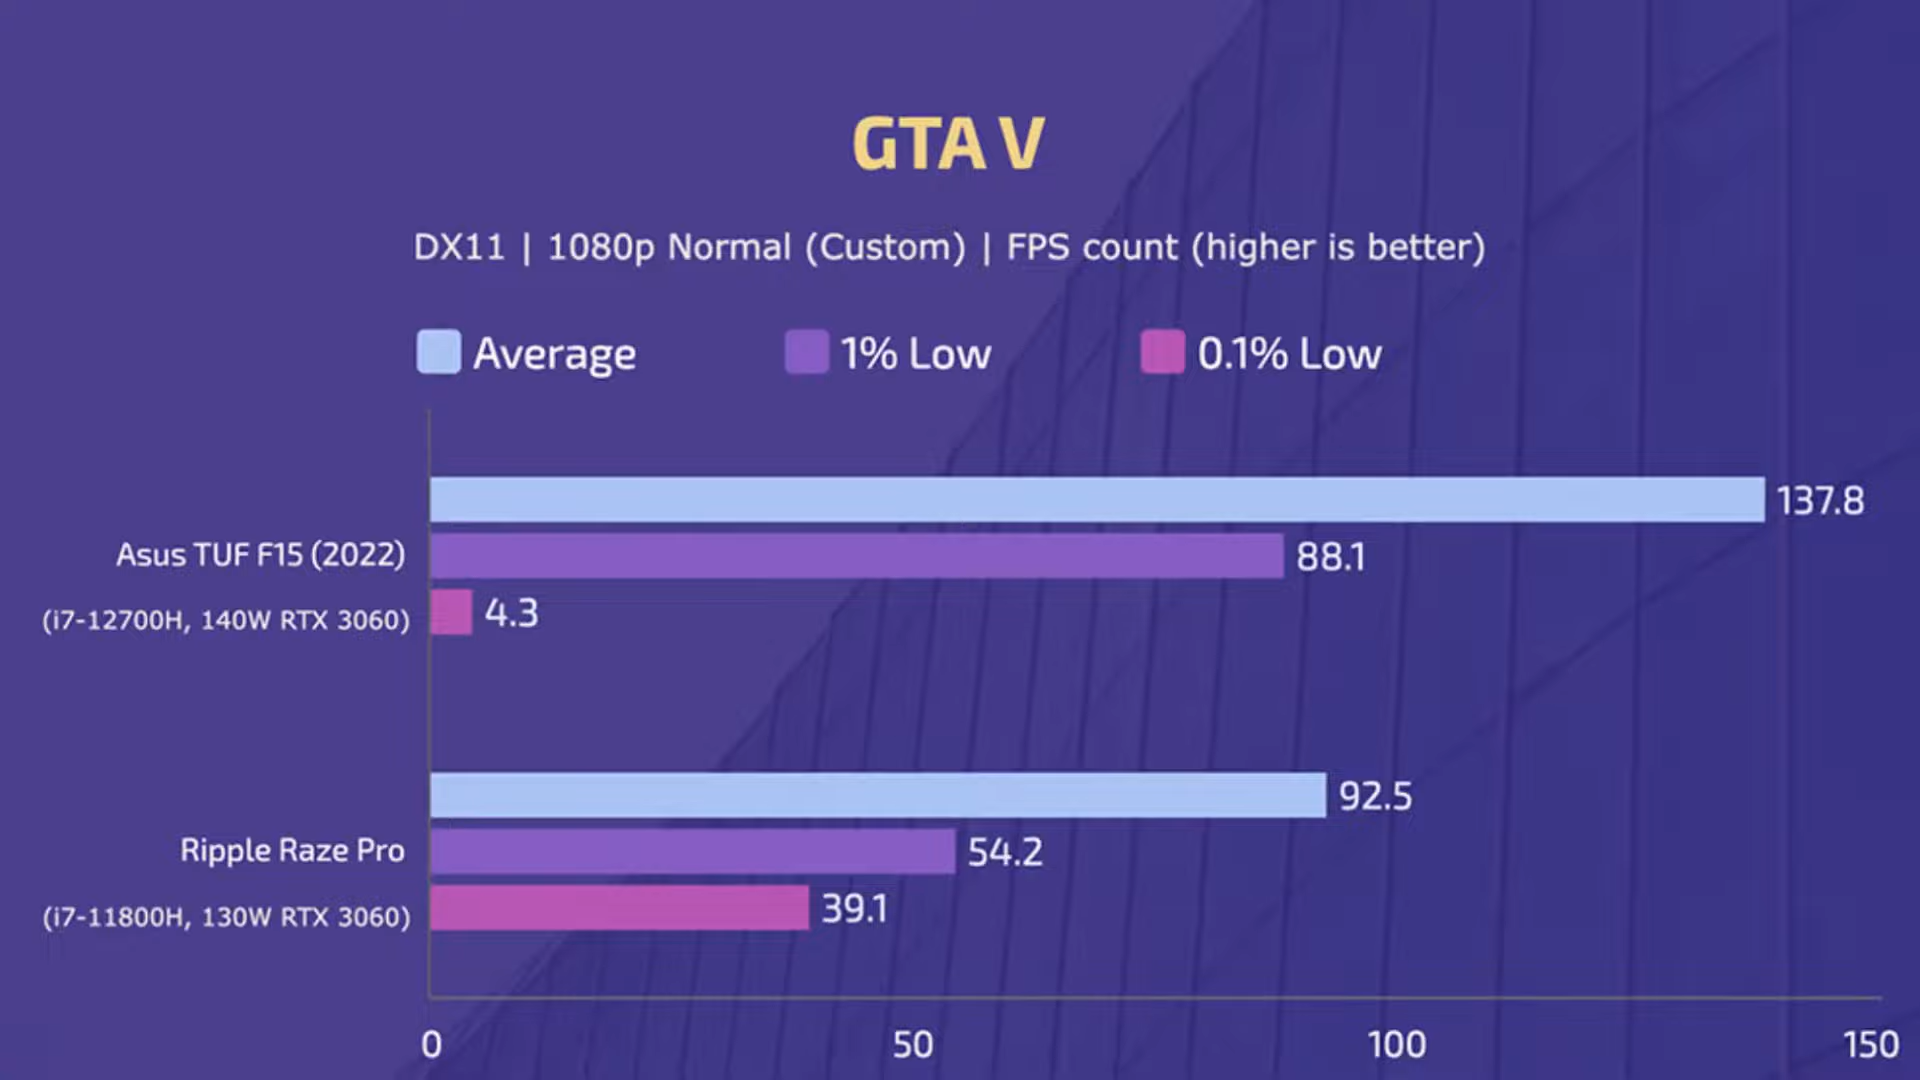 GTA V
DX11 | 1080p Normal (Custom) | FPS count (higher is better)
Average 1% Low 0.1% Low
137.8
Asus TUF F15 (2022) 88.1
(i7-12700H, 140W RTX 3060) 4.3
92.5
Ripple Raze Pro 54.2
(i7-11800H, 130W RTX 3060) 39.1
0 50 100 150